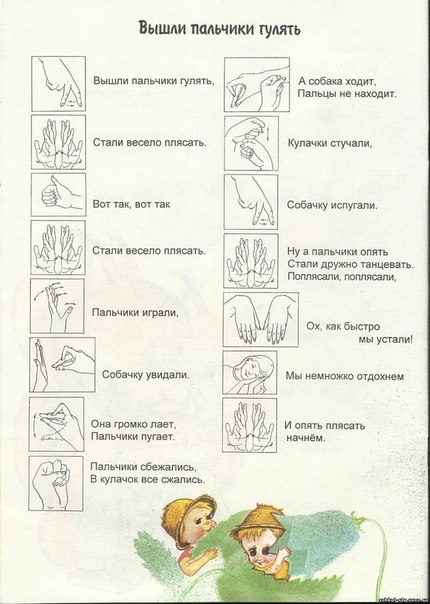 Вышли пальчики гулять
Вышли пальчики гулять,
Стали весело плясать.
Вот так, вот так
Стали весело плясать.
Пальчики играли,
Собачку увидали.
Она громко лает,
Пальчики пугает.
Пальчики сбежались,
В кулачок все сжались.
А собака ходит,
Пальцы не находит.
Кулачки стучали,
Собачку испугали.
Ну а пальчики опять
Стали дружно танцевать.
Поплясали, поплясали,
Ох, как быстро
мы устали!
Мы немножко отдохнем
И опять плясать
начнём.